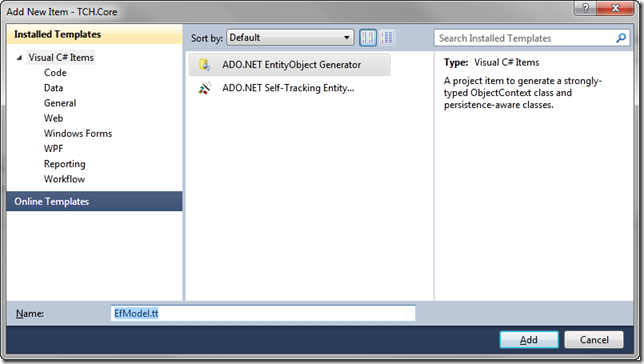 Add New Item - TCH.Core
Installed Templates
Visual C# Items
Code
Data
General
Web
Windows Forms
WPF
Reporting
Workflow
Online Templates
Sort by: Default
ADO.NET EntityObject Generator
ADO.NET Self-Tracking Entity...
Search Installed Templates
Type: Visual C# Items
A project item to generate a strongly-
typed ObjectContext class and
persistence-aware classes.
Name: EfModel.tt
Add Cancel